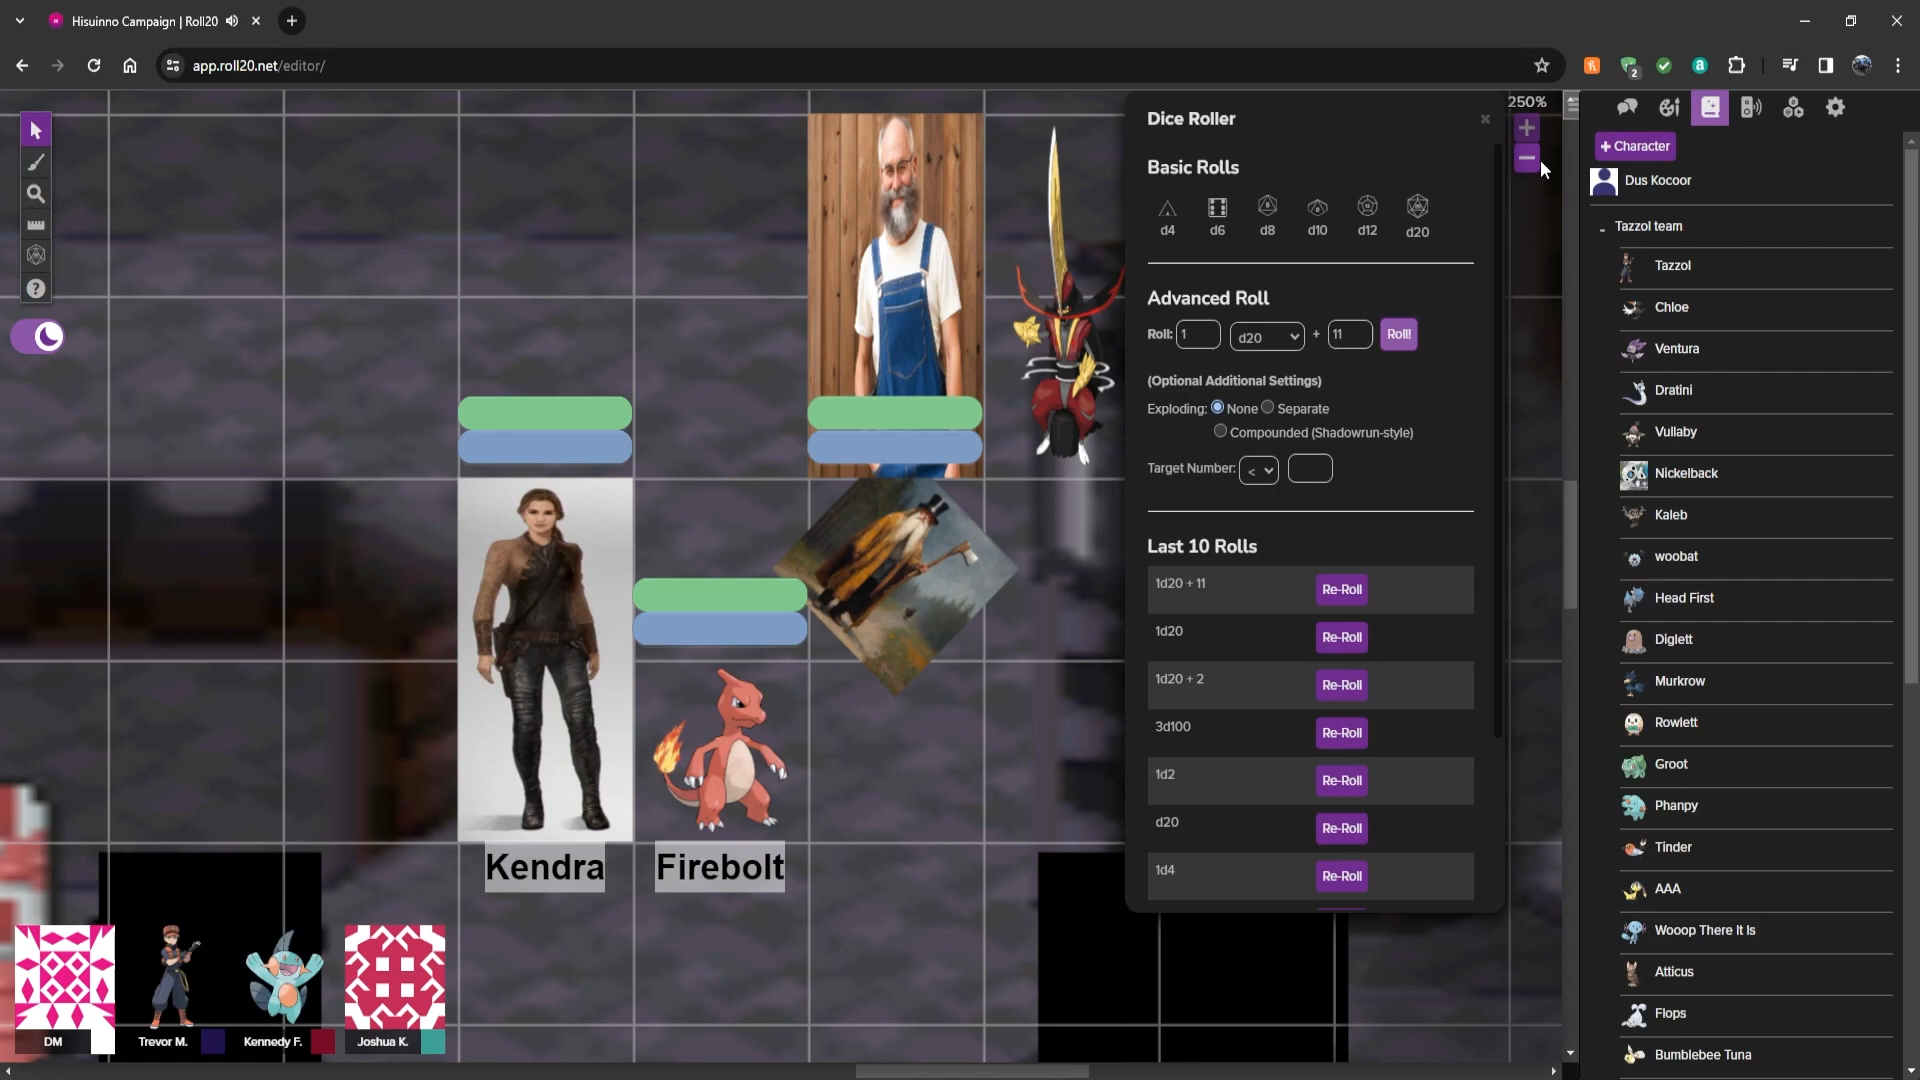 Hisuinno Campaign | Roll20
app.roll20.net/editor/
2
250%
+ Character
Dus Kocoor
Tazzol team
Tazzol
Chloe
Ventura
Dratini
Vullaby
Nickelback
Kaleb
woobat
Head First
Diglett
Murkrow
Rowlett
Groot
Phanpy
Tinder
AAA
Wooop There It Is
Atticus
Flops
Bumblebee Tuna
Dice Roller
Basic Rolls
d4 d6 d8 d10 d12 d20
Advanced Roll
Roll: 1 d20 + 11 Roll!
(Optional Additional Settings)
Exploding: None Separate
Compounded (Shadowrun-style)
Target Number: <
Last 10 Rolls
1d20 + 11 Re-Roll
1d20 Re-Roll
1d20 + 2 Re-Roll
3d100 Re-Roll
1d2 Re-Roll
d20 Re-Roll
1d4 Re-Roll
Kendra
Firebolt
DM
Trevor M.
Kennedy F.
Joshua K.